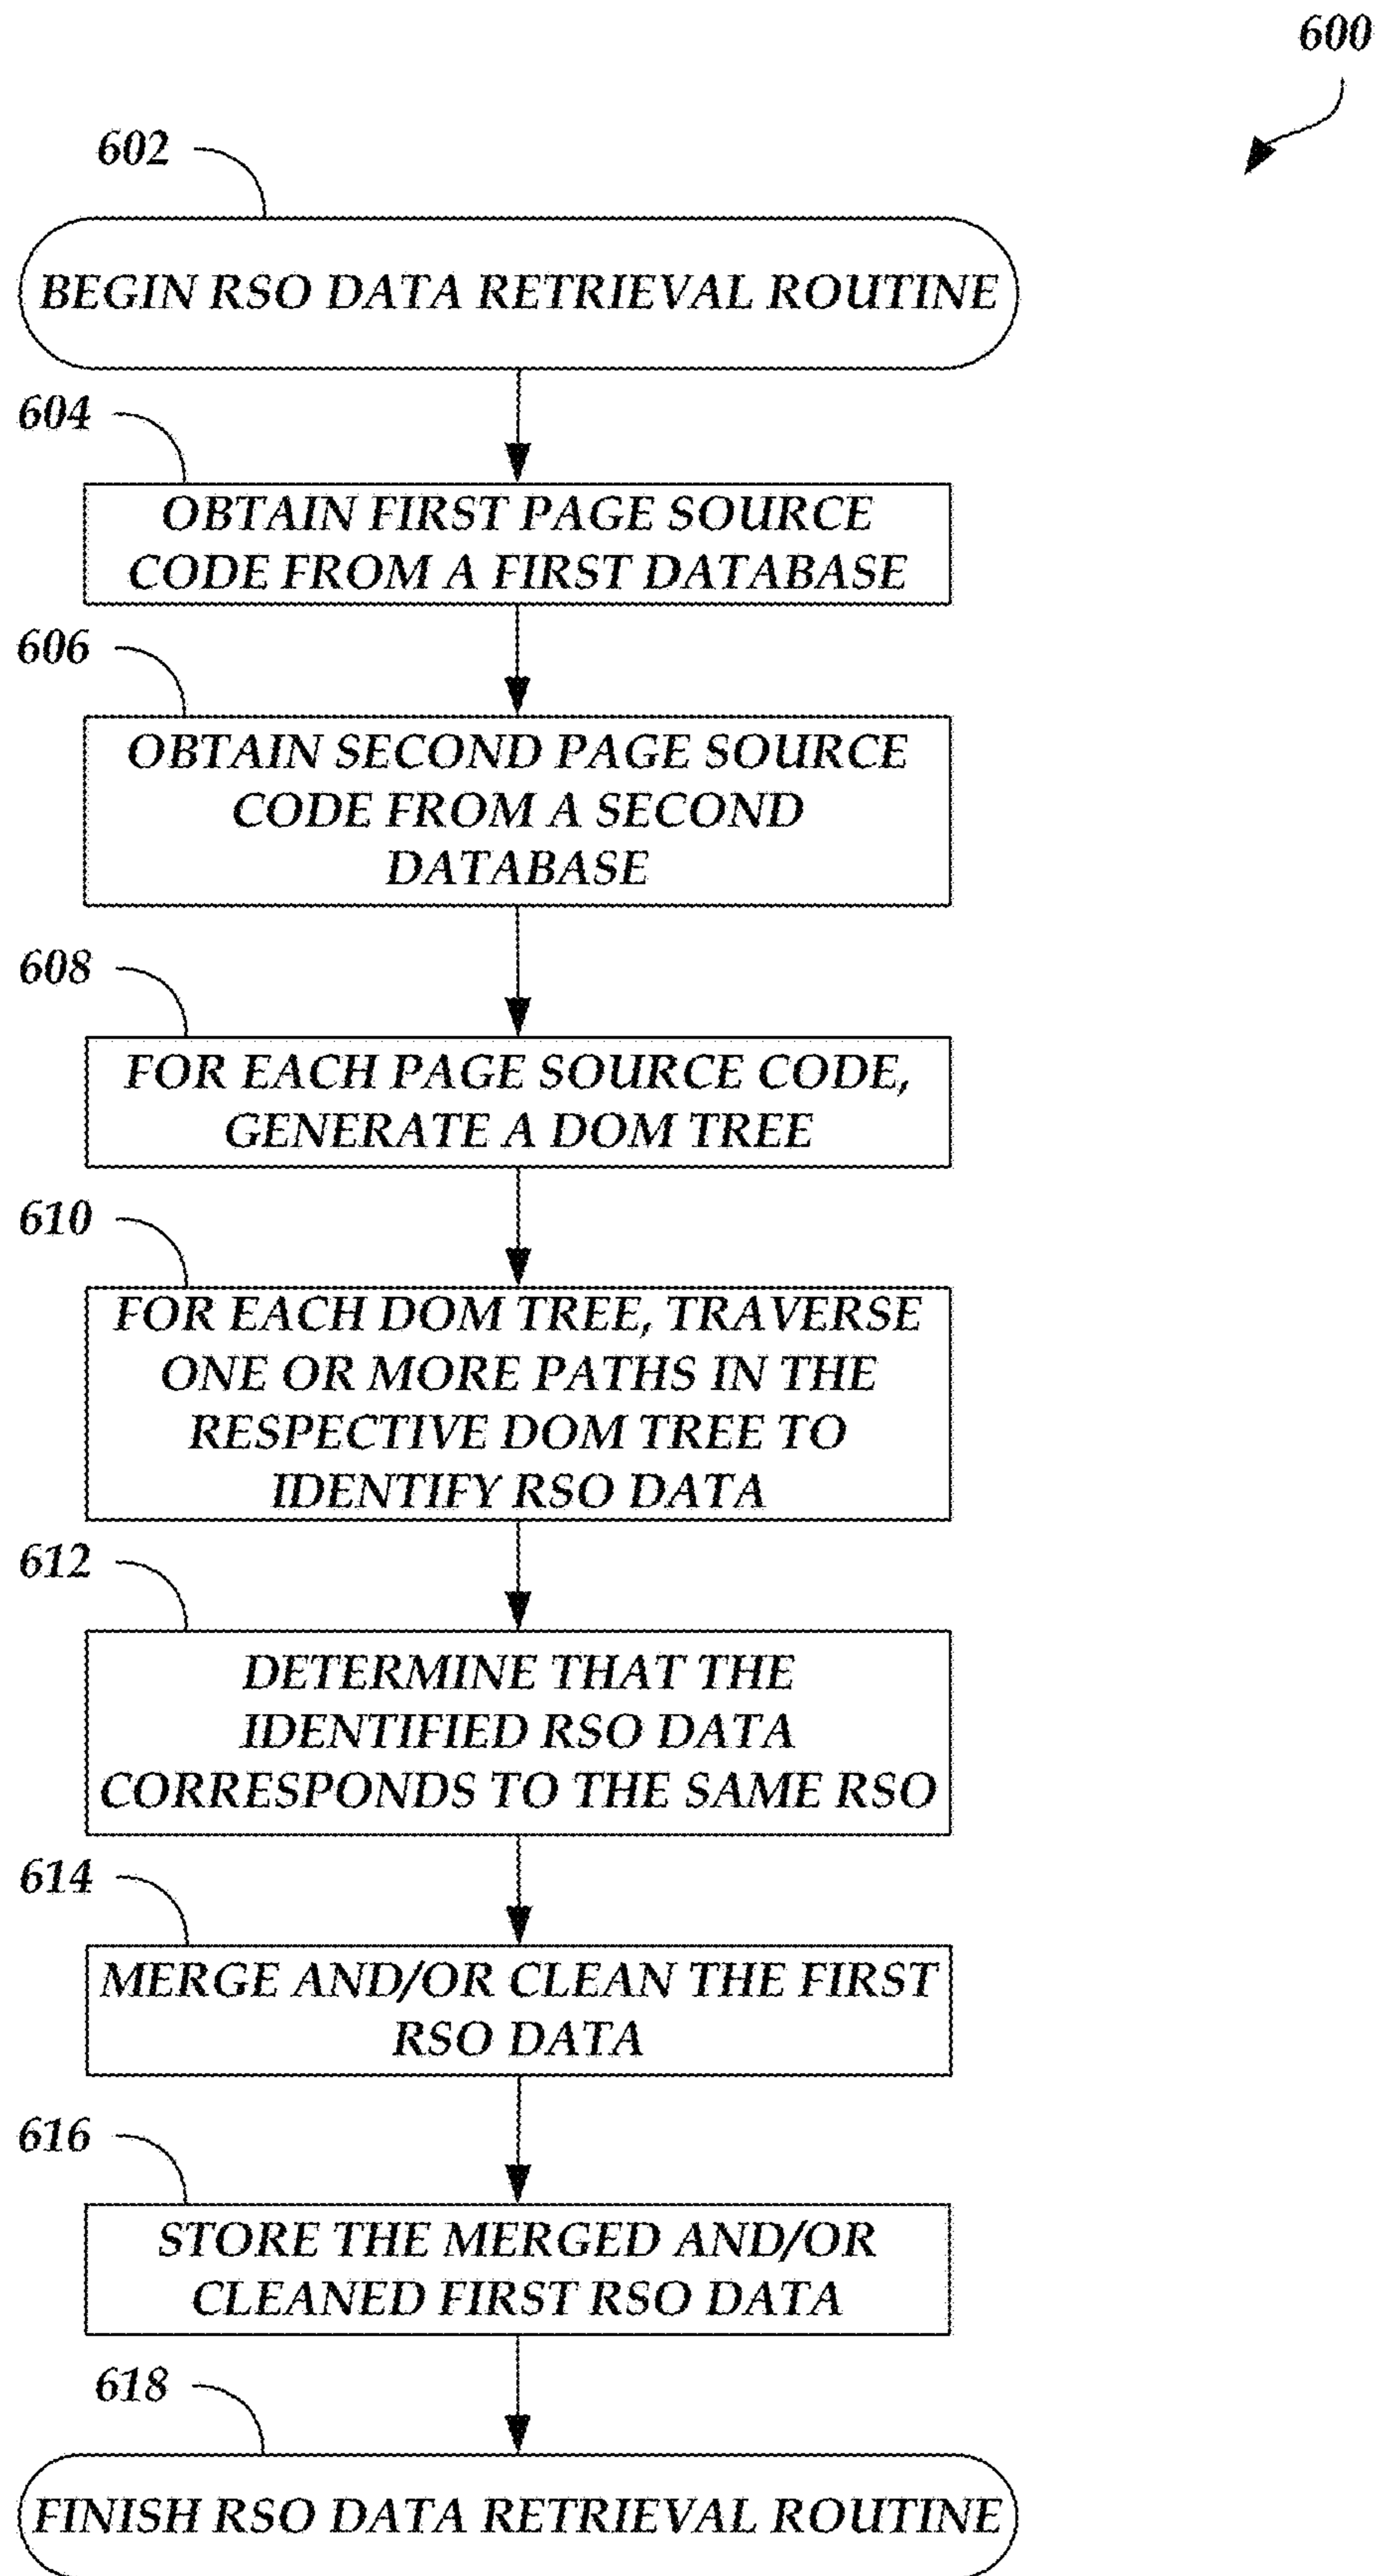 600
602
BEGIN RSO DATA RETRIEVAL ROUTINE
604
OBTAIN FIRST PAGE SOURCE
CODE FROM A FIRST DATABASE
606
OBTAIN SECOND PAGE SOURCE
CODE FROM A SECOND
DATABASE
608
FOR EACH PAGE SOURCE CODE,
GENERATE A DOM TREE
610
FOR EACH DOM TREE, TRAVERSE
ONE OR MORE PATHS IN THE
RESPECTIVE DOM TREE TO
IDENTIFY RSO DATA
612
DETERMINE THAT THE
IDENTIFIED RSO DATA
CORRESPONDS TO THE SAME RSO
614
MERGE AND/OR CLEAN THE FIRST
RSO DATA
616
STORE THE MERGED AND/OR
CLEANED FIRST RSO DATA
618
FINISH RSO DATA RETRIEVAL ROUTINE